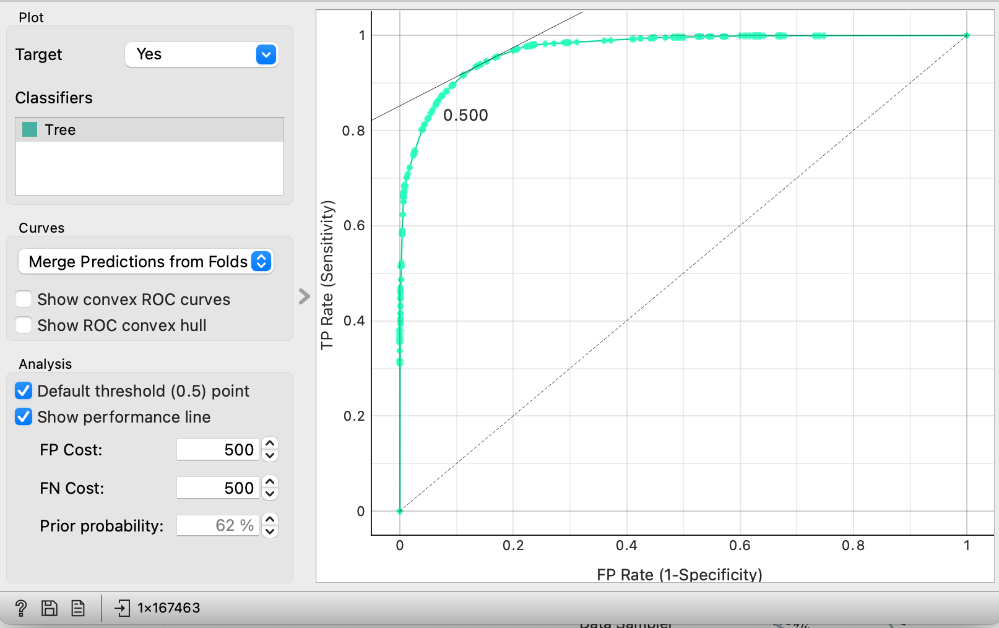 Plot
Target
Yes
Classifiers
Tree
Curves
Merge Predictions from Folds
Show convex ROC curves
Show ROC convex hull
Analysis
Default threshold (0.5) point
Show performance line
FP Cost: 500
FN Cost: 500
Prior probability: 62 %
TP Rate (Sensitivity)
1
0.8
0.6
0.4
0.2
0
0.500
0 0.2 0.4 0.6 0.8 1
FP Rate (1-Specificity)
? 1×167463
Data Sampler